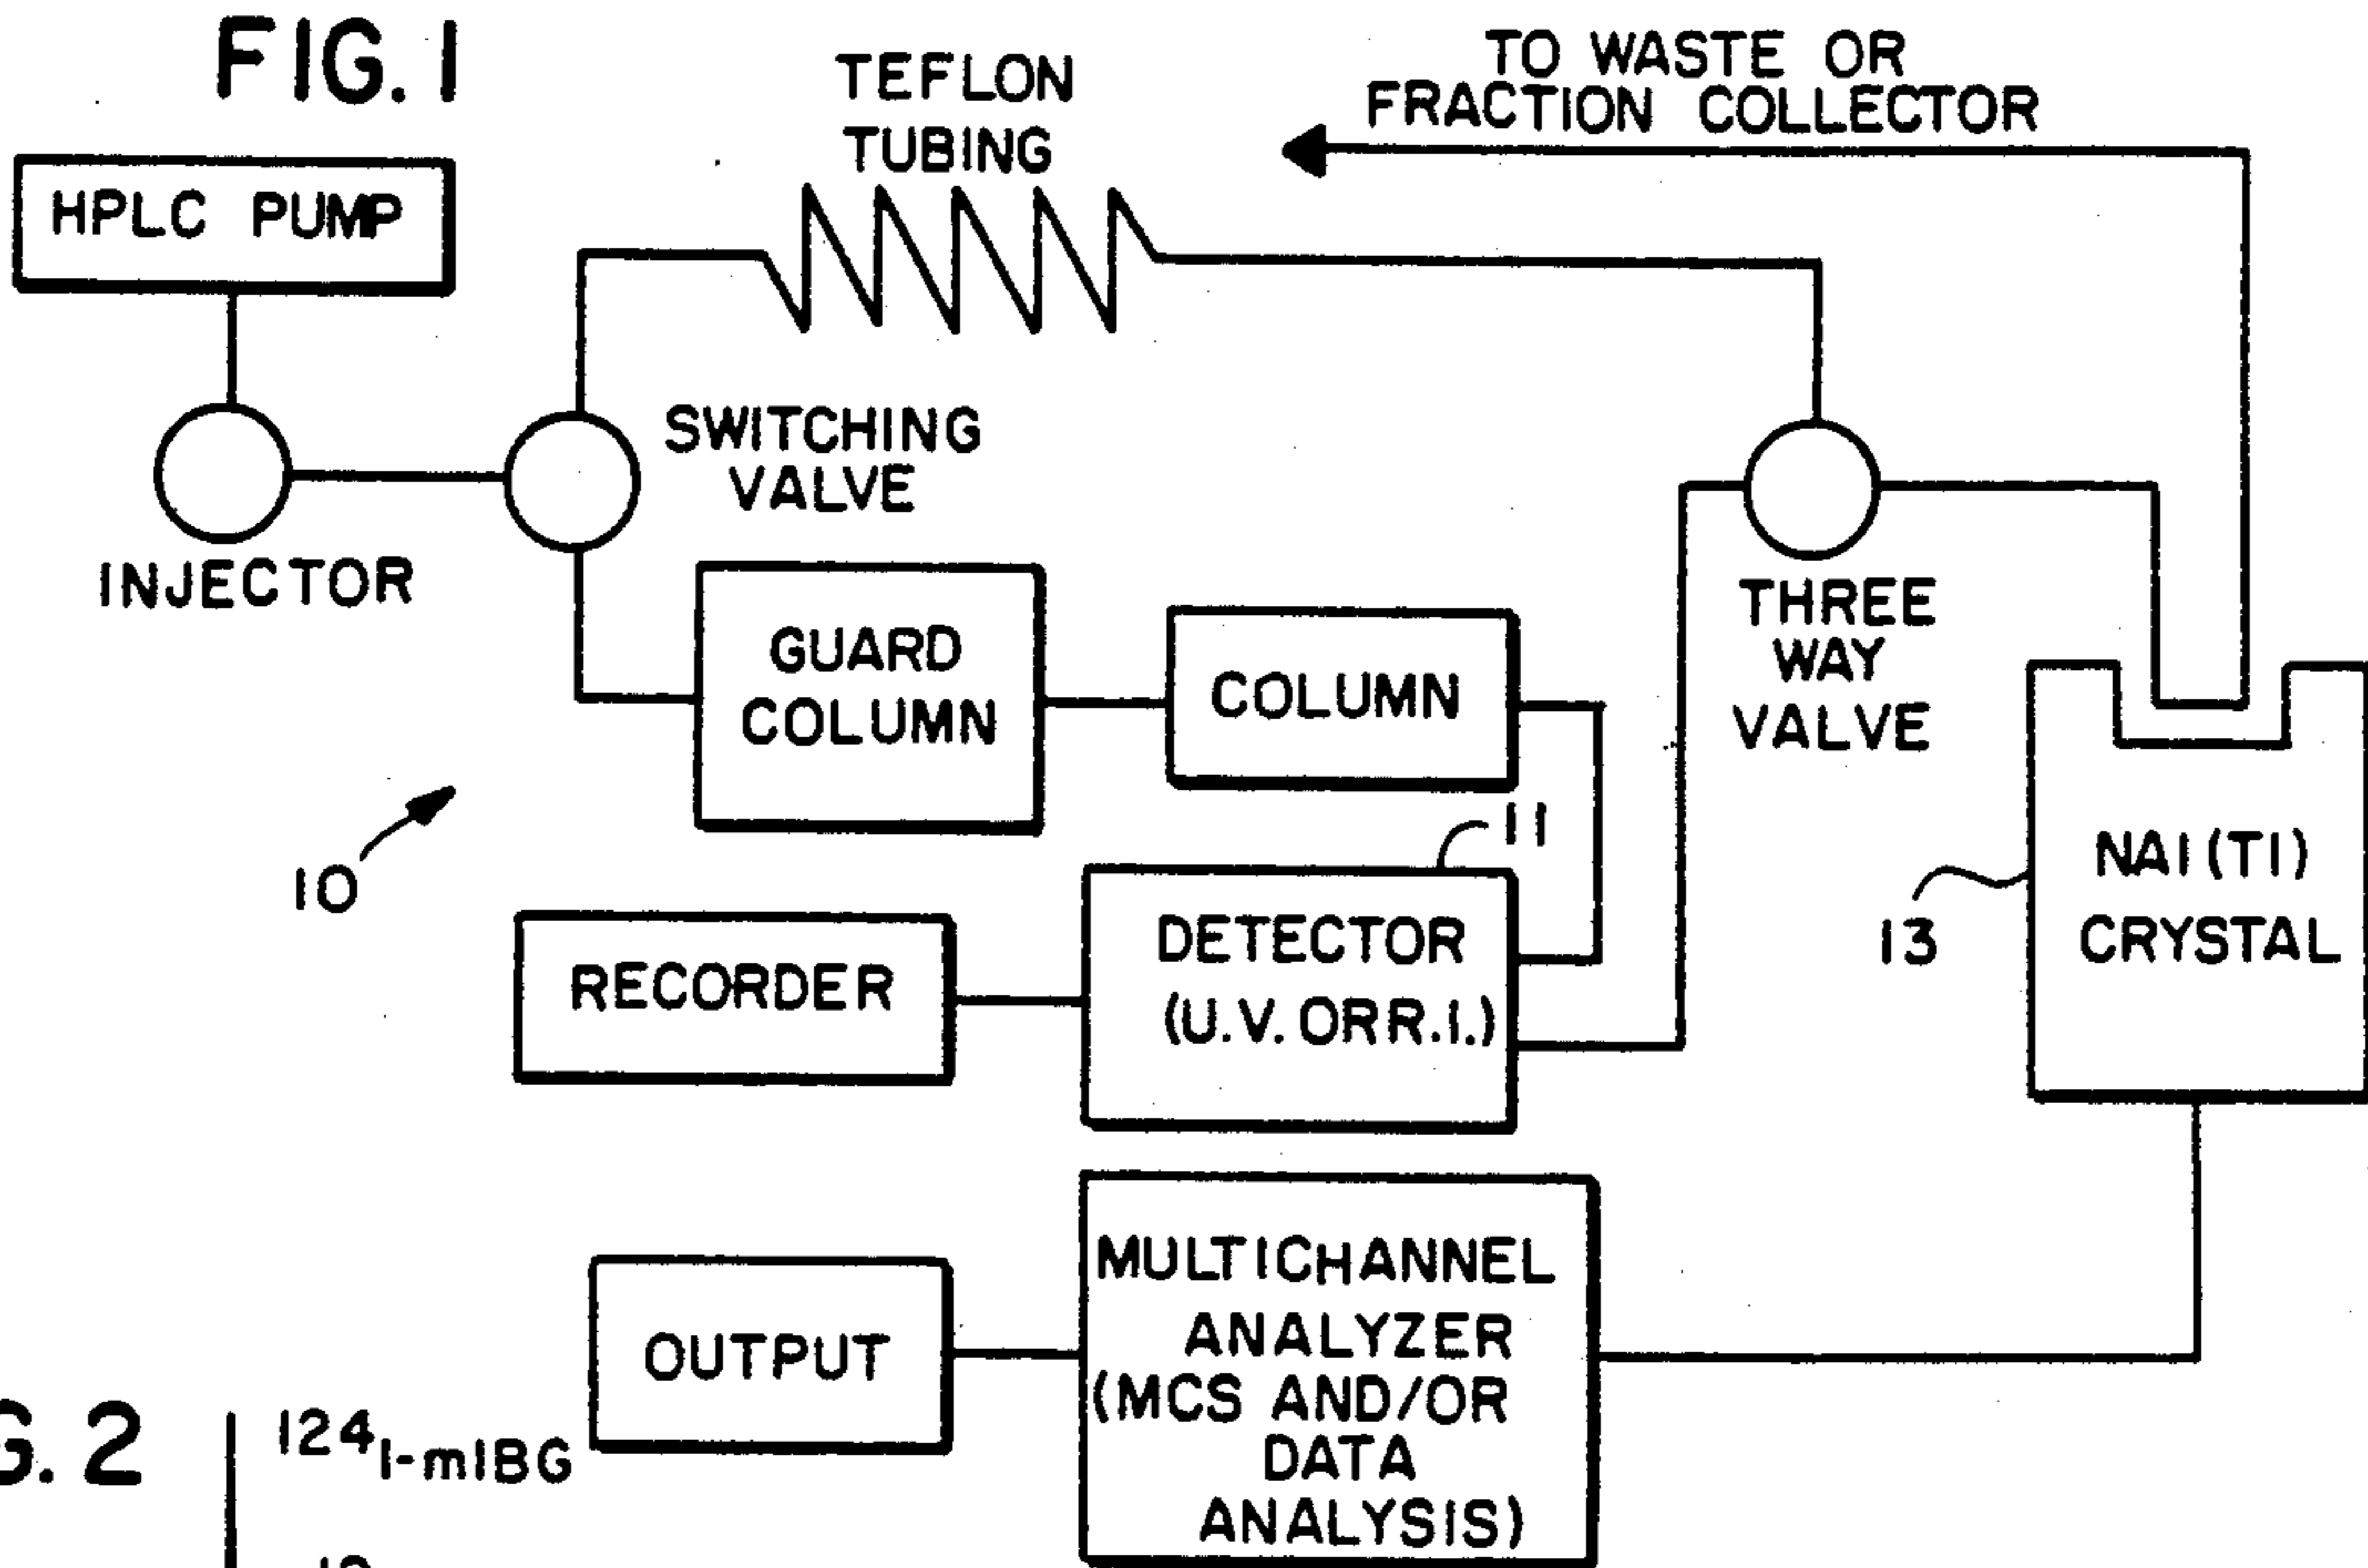 FIG. 1
TEFLON
TUBING
TO WASTE OR
FRACTION COLLECTOR
HPLC PUMP
INJECTOR
SWITCHING
VALVE
THREE
WAY
VALVE
GUARD
COLUMN
COLUMN
10
11
RECORDER
DETECTOR
(U.V. OR R.I.)
13
NAI(TI)
CRYSTAL
OUTPUT
MULTICHANNEL
ANALYZER
(MCS AND/OR
DATA
ANALYSIS)
G. 2
124I-mIBG